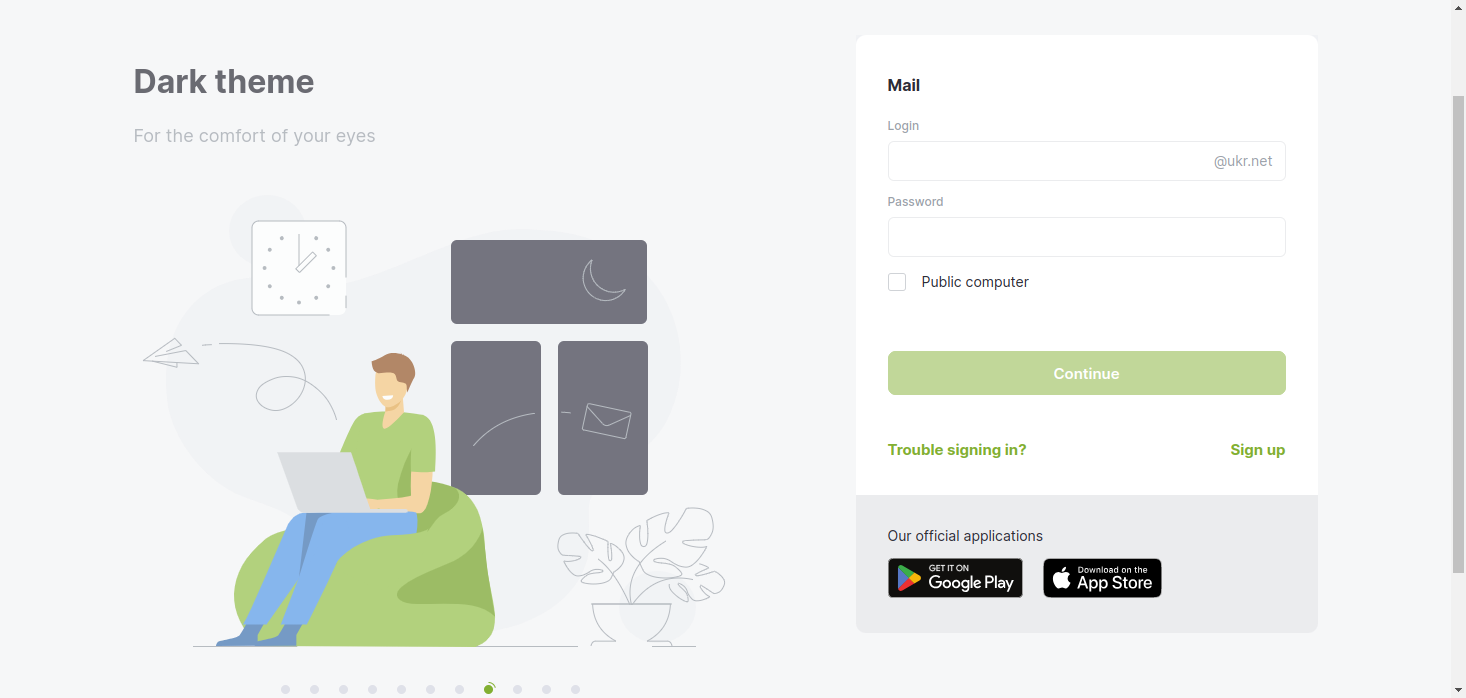 Dark theme
For the comfort of your eyes
Mail
Login
@ukr.net
Password
Public computer
Continue
Trouble signing in?
Sign up
Our official applications
GET IT ON
Google Play
Download on the
App Store